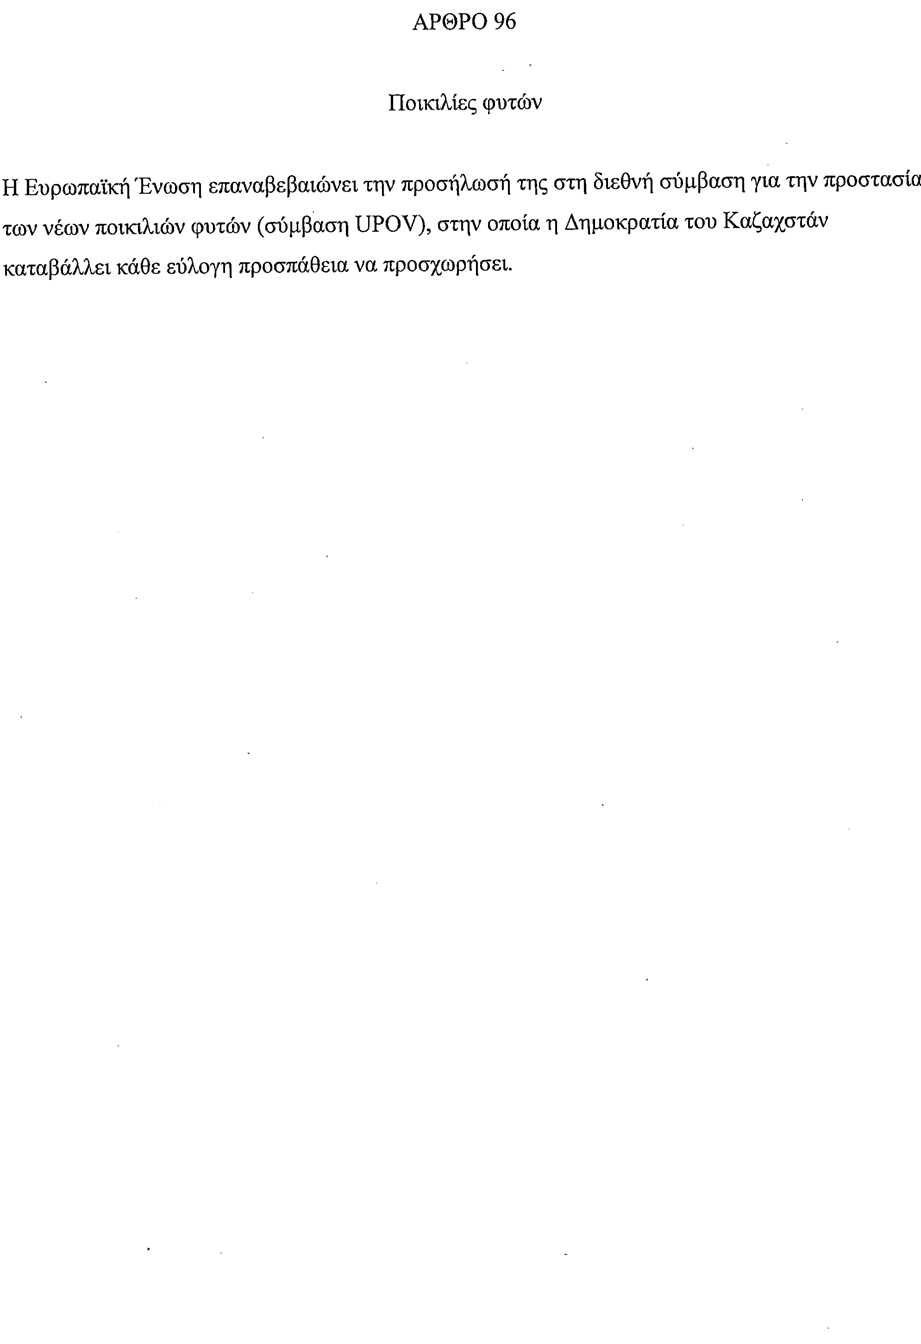 ΑΡΘΡΟ 96
Ποικιλίες φυτών
Η Ευρωπαϊκή Ένωση επαναβεβαιώνει την προσήλωσή της στη διεθνή σύμβαση για την προστασία
των νέων ποικιλιών φυτών (σύμβαση UPOV), στην οποία η Δημοκρατία του Καζαχστάν
καταβάλλει κάθε εύλογη προσπάθεια να προσχωρήσει.